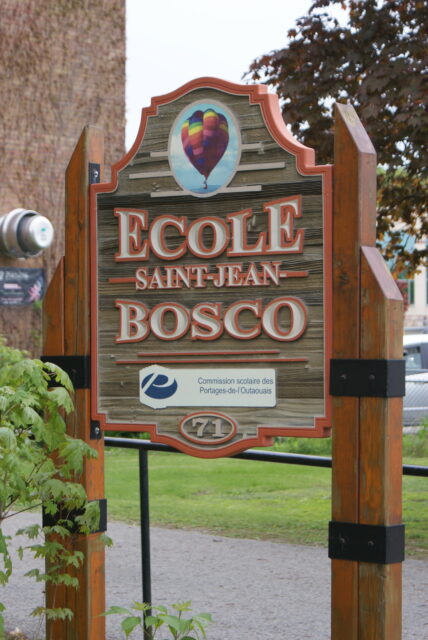 ECOLE
SAINT-JEAN-
BOSCO
Commission scolaire des
Portages-de-l'Outaouais
71